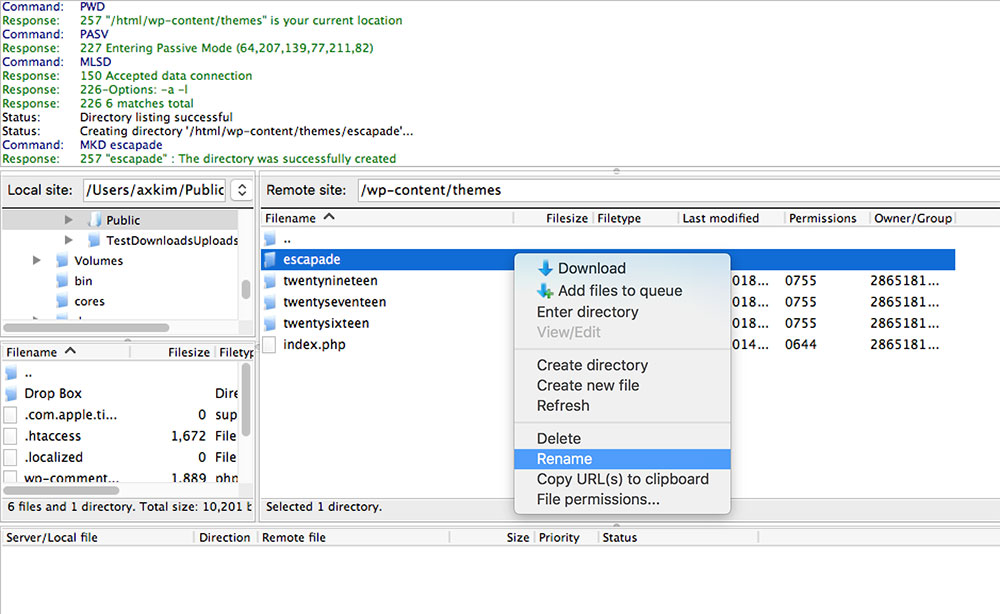 Command: PWD
Response: 257 "/html/wp-content/themes" is your current location
Command: PASV
Response: 227 Entering Passive Mode (64,207,139,77,211,82)
Command: MLSD
Response: 150 Accepted data connection
Response: 226-Options: -a -l
Response: 226 6 matches total
Status: Directory listing successful
Status: Creating directory '/html/wp-content/themes/escapade'...
Command: MKD escapade
Response: 257 "escapade" : The directory was successfully created
Local site: /Users/axkim/Public
Public
TestDownloadsUploads
Volumes
bin
cores
Filename Filesize Filetyp
..
Drop Box Dire
.com.apple.ti... 0 sup
.htaccess 1,672 File
.localized 0 File
wp-comment... 1,889 php
6 files and 1 directory. Total size: 10,201 b
Remote site: /wp-content/themes
Filename Filesize Filetype Last modified Permissions Owner/Group
..
escapade
twentynineteen 018... 0755 2865181...
twentyseventeen 018... 0755 2865181...
twentysixteen 018... 0755 2865181...
index.php 014... 0644 2865181...
Download
Add files to queue
Enter directory
View/Edit
Create directory
Create new file
Refresh
Delete
Rename
Copy URL(s) to clipboard
File permissions...
Selected 1 directory.
Server/Local file Direction Remote file Size Priority Status